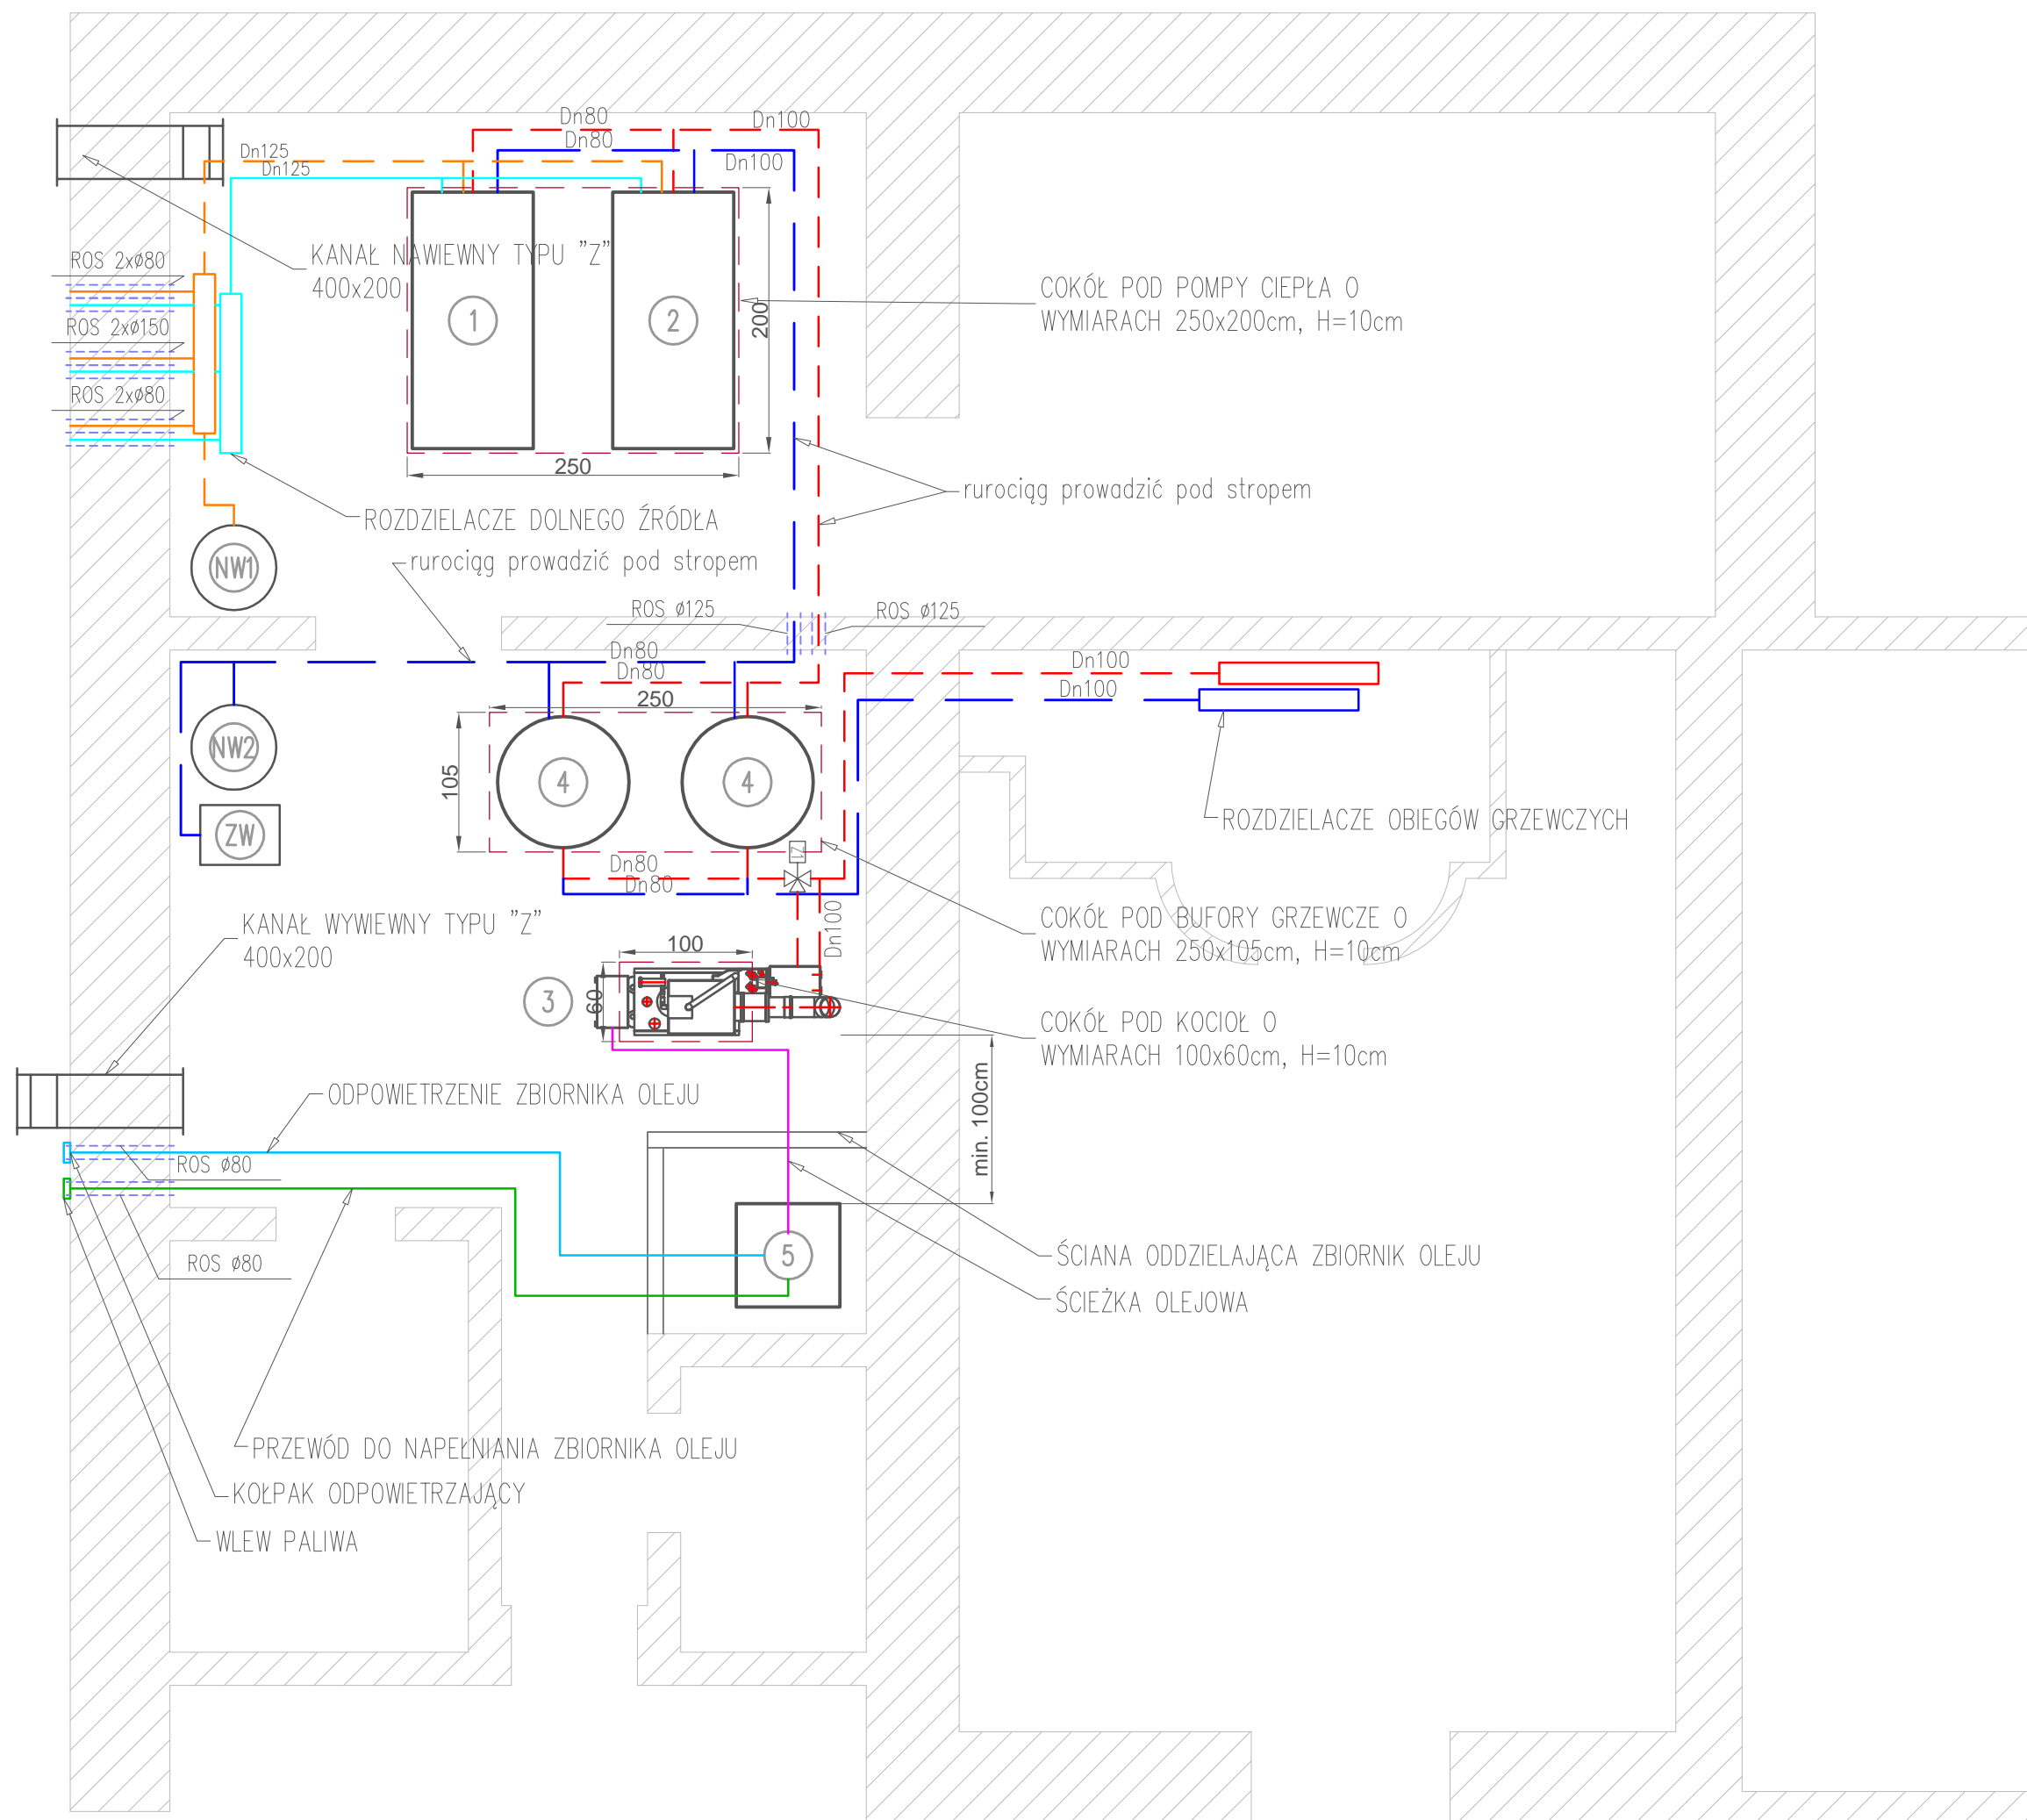 Dn80
Dn100
Dn80
Dn100
Dn125
Dn125
KANAŁ NAWIEWNY TYPU "Z"
400x200
ROS 2xø80
ROS 2xø150
ROS 2xø80
1
2
200
250
COKÓŁ POD POMPY CIEPŁA O
WYMIARACH 250x200cm, H=10cm
rurociąg prowadzić pod stropem
ROZDZIELACZE DOLNEGO ŹRÓDŁA
rurociąg prowadzić pod stropem
NW1
ROS ø125
ROS ø125
Dn80
Dn80
250
Dn100
Dn100
NW2
105
4
4
ZW
ROZDZIELACZE OBIEGÓW GRZEWCZYCH
17
Dn80
Dn80
KANAŁ WYWIEWNY TYPU "Z"
400x200
Dn100
COKÓŁ POD BUFORY GRZEWCZE O
WYMIARACH 250x105cm, H=10cm
100
60
3
COKÓŁ POD KOCIOŁ O
WYMIARACH 100x60cm, H=10cm
min. 100cm
ODPOWIETRZENIE ZBIORNIKA OLEJU
ROS ø80
ROS ø80
5
ŚCIANA ODDZIELAJĄCA ZBIORNIK OLEJU
ŚCIEŻKA OLEJOWA
PRZEWÓD DO NAPEŁNIANIA ZBIORNIKA OLEJU
KOŁPAK ODPOWIETRZAJĄCY
WLEW PALIWA